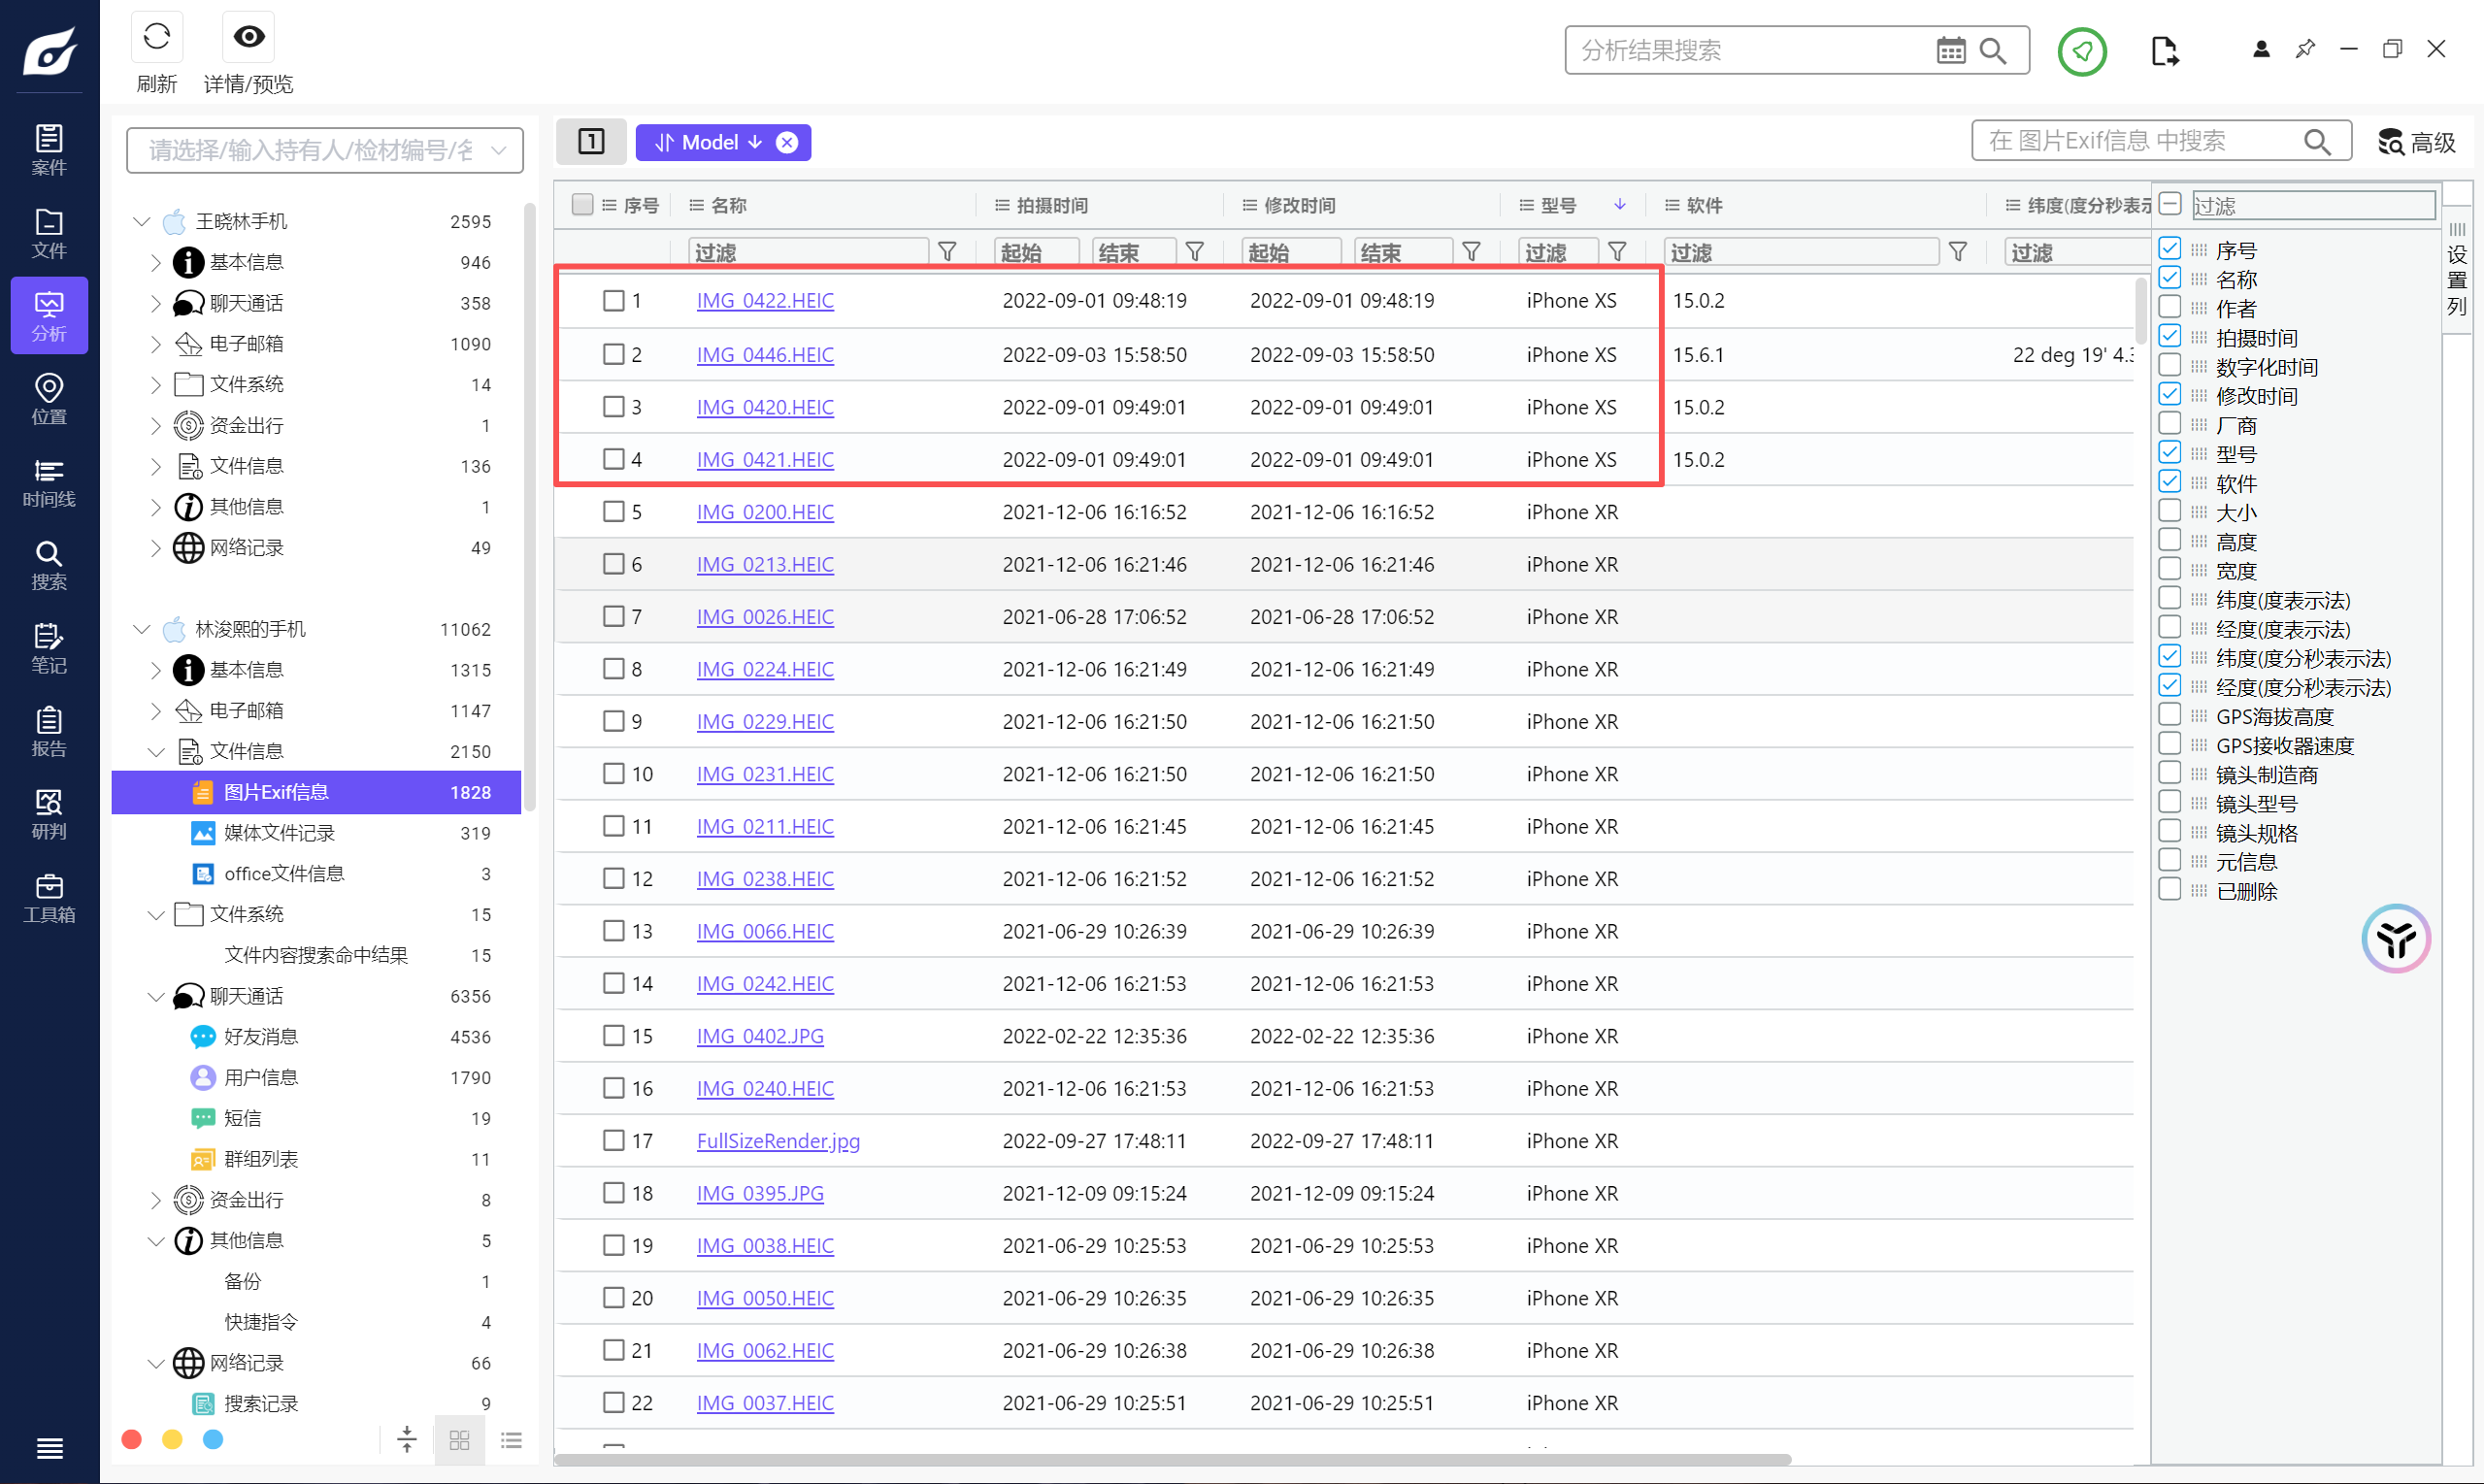 刷新
详情/预览
分析结果搜索
案件
文件
分析
位置
时间线
搜索
笔记
报告
研判
工具箱
请选择/输入持有人/检材编号/名
王晓林手机 2595
基本信息 946
聊天通话 358
电子邮箱 1090
文件系统 14
资金出行 1
文件信息 136
其他信息 1
网络记录 49
林浚熙的手机 11062
基本信息 1315
电子邮箱 1147
文件信息 2150
图片Exif信息 1828
媒体文件记录 319
office文件信息 3
文件系统 15
文件内容搜索命中结果 15
聊天通话 6356
好友消息 4536
用户信息 1790
短信 19
群组列表 11
资金出行 8
其他信息 5
备份 1
快捷指令 4
网络记录 66
搜索记录 9
1 Model
在 图片Exif信息 中搜索
高级
序号 名称 拍摄时间 修改时间 型号 软件 纬度(度分秒表示
过滤 起始 结束 起始 结束 过滤 过滤 过滤
1 IMG_0422.HEIC 2022-09-01 09:48:19 2022-09-01 09:48:19 iPhone XS 15.0.2
2 IMG_0446.HEIC 2022-09-03 15:58:50 2022-09-03 15:58:50 iPhone XS 15.6.1 22 deg 19' 4.3
3 IMG_0420.HEIC 2022-09-01 09:49:01 2022-09-01 09:49:01 iPhone XS 15.0.2
4 IMG_0421.HEIC 2022-09-01 09:49:01 2022-09-01 09:49:01 iPhone XS 15.0.2
5 IMG_0200.HEIC 2021-12-06 16:16:52 2021-12-06 16:16:52 iPhone XR
6 IMG_0213.HEIC 2021-12-06 16:21:46 2021-12-06 16:21:46 iPhone XR
7 IMG_0026.HEIC 2021-06-28 17:06:52 2021-06-28 17:06:52 iPhone XR
8 IMG_0224.HEIC 2021-12-06 16:21:49 2021-12-06 16:21:49 iPhone XR
9 IMG_0229.HEIC 2021-12-06 16:21:50 2021-12-06 16:21:50 iPhone XR
10 IMG_0231.HEIC 2021-12-06 16:21:50 2021-12-06 16:21:50 iPhone XR
11 IMG_0211.HEIC 2021-12-06 16:21:45 2021-12-06 16:21:45 iPhone XR
12 IMG_0238.HEIC 2021-12-06 16:21:52 2021-12-06 16:21:52 iPhone XR
13 IMG_0066.HEIC 2021-06-29 10:26:39 2021-06-29 10:26:39 iPhone XR
14 IMG_0242.HEIC 2021-12-06 16:21:53 2021-12-06 16:21:53 iPhone XR
15 IMG_0402.JPG 2022-02-22 12:35:36 2022-02-22 12:35:36 iPhone XR
16 IMG_0240.HEIC 2021-12-06 16:21:53 2021-12-06 16:21:53 iPhone XR
17 FullSizeRender.jpg 2022-09-27 17:48:11 2022-09-27 17:48:11 iPhone XR
18 IMG_0395.JPG 2021-12-09 09:15:24 2021-12-09 09:15:24 iPhone XR
19 IMG_0038.HEIC 2021-06-29 10:25:53 2021-06-29 10:25:53 iPhone XR
20 IMG_0050.HEIC 2021-06-29 10:26:35 2021-06-29 10:26:35 iPhone XR
21 IMG_0062.HEIC 2021-06-29 10:26:38 2021-06-29 10:26:38 iPhone XR
22 IMG_0037.HEIC 2021-06-29 10:25:51 2021-06-29 10:25:51 iPhone XR
过滤
序号
名称
作者
拍摄时间
数字化时间
修改时间
厂商
型号
软件
大小
高度
宽度
纬度(度表示法)
经度(度表示法)
纬度(度分秒表示法)
经度(度分秒表示法)
GPS海拔高度
GPS接收器速度
镜头制造商
镜头型号
镜头规格
元信息
已删除
设置列